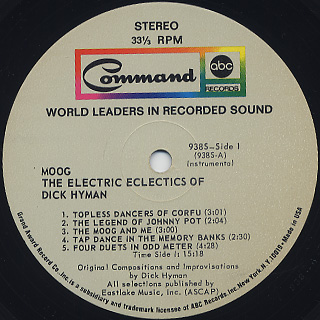 STEREO
33⅓ RPM
Command
abc
RECORDS
WORLD LEADERS IN RECORDED SOUND
9385-Side 1
(9385-A)
(Instrumental)
MOOG
THE ELECTRIC ECLECTICS OF
DICK HYMAN
1. TOPLESS DANCERS OF CORFU (3:01)
2. THE LEGEND OF JOHNNY POT (2:04)
3. THE MOOG AND ME (3:00)
4. TAP DANCE IN THE MEMORY BANKS (2:30)
5. FOUR DUETS IN ODD METER (4:28)
Time Side 1: 15:18
Original Compositions and Improvisations
by Dick Hyman
All selections published by
Eastlake Music, Inc. (ASCAP)
Grand Award Record Co. Inc. is a subsidiary and trademark licensee of ABC Records Inc. New York, N.Y. 10019 - Made in USA